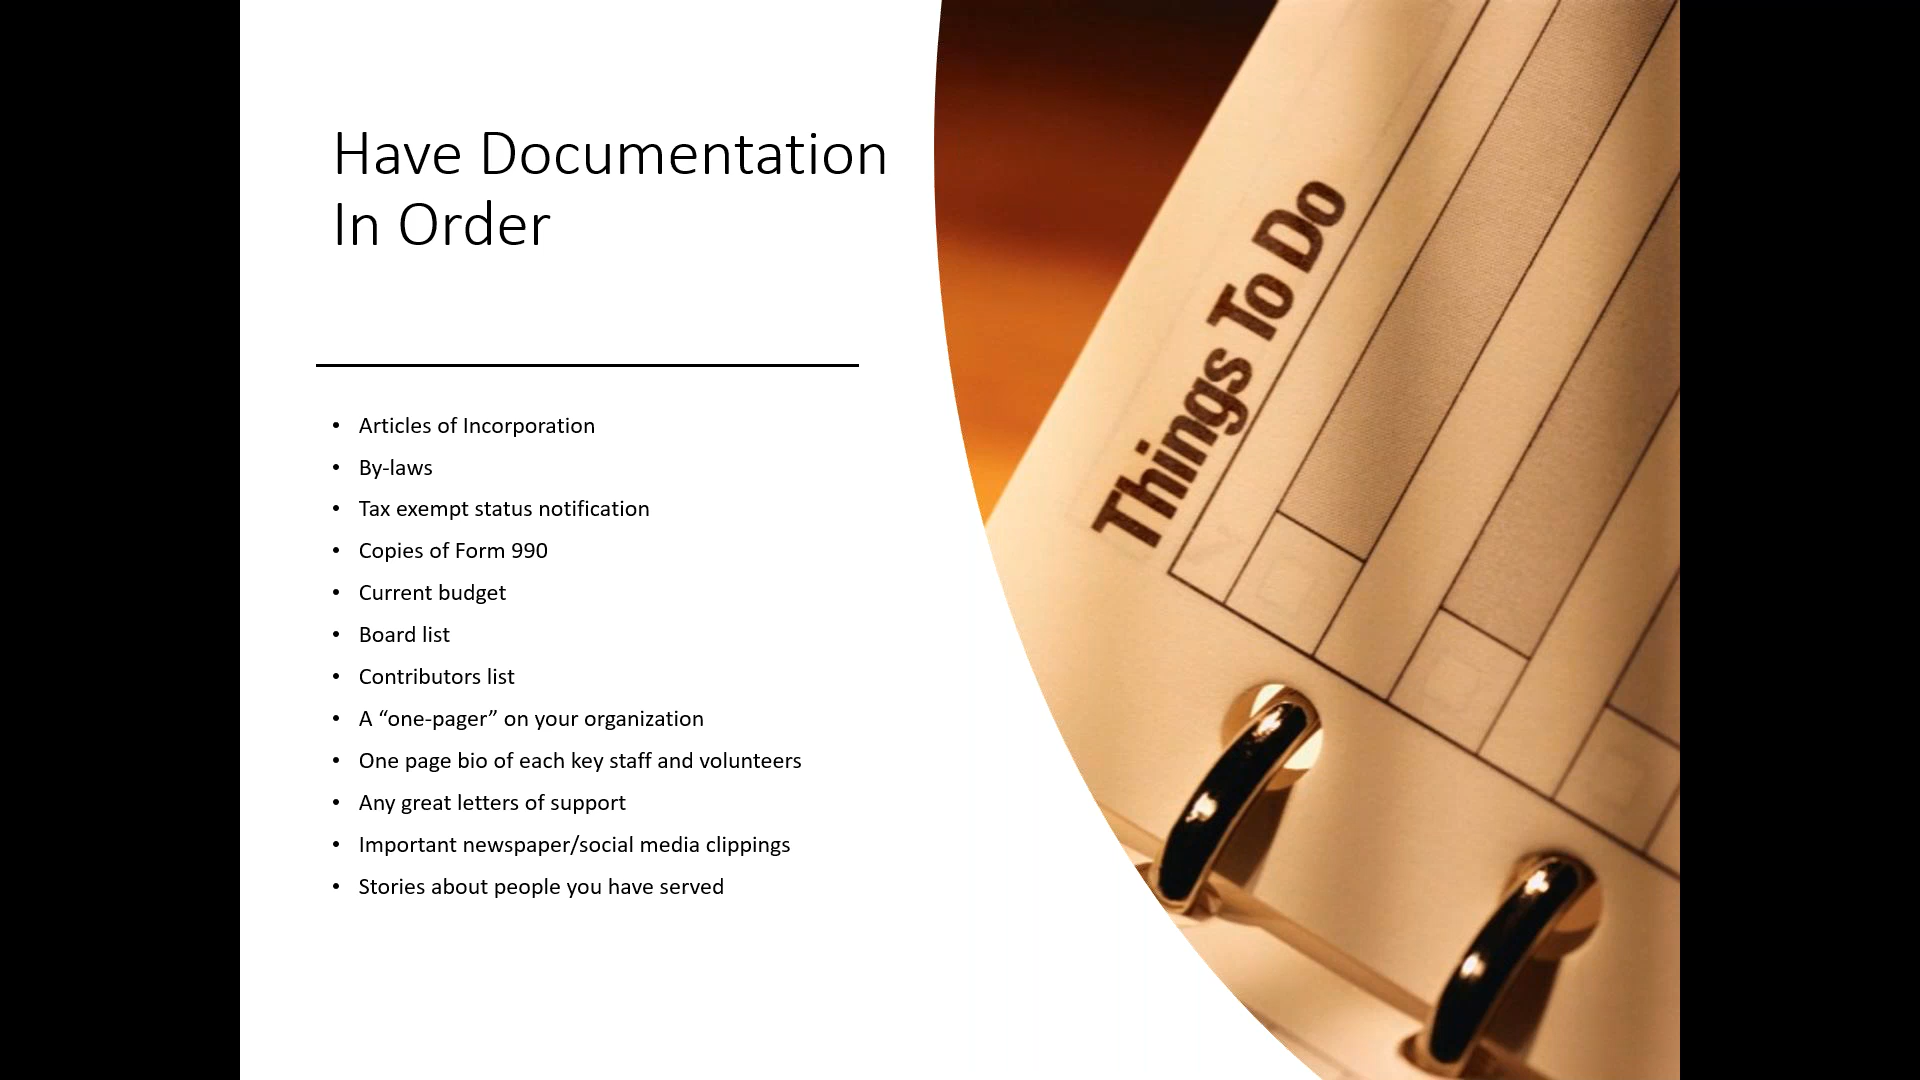 Have Documentation
In Order
• Articles of Incorporation
• By-laws
• Tax exempt status notification
• Copies of Form 990
• Current budget
• Board list
• Contributors list
• A “one-pager” on your organization
• One page bio of each key staff and volunteers
• Any great letters of support
• Important newspaper/social media clippings
• Stories about people you have served
Things To Do